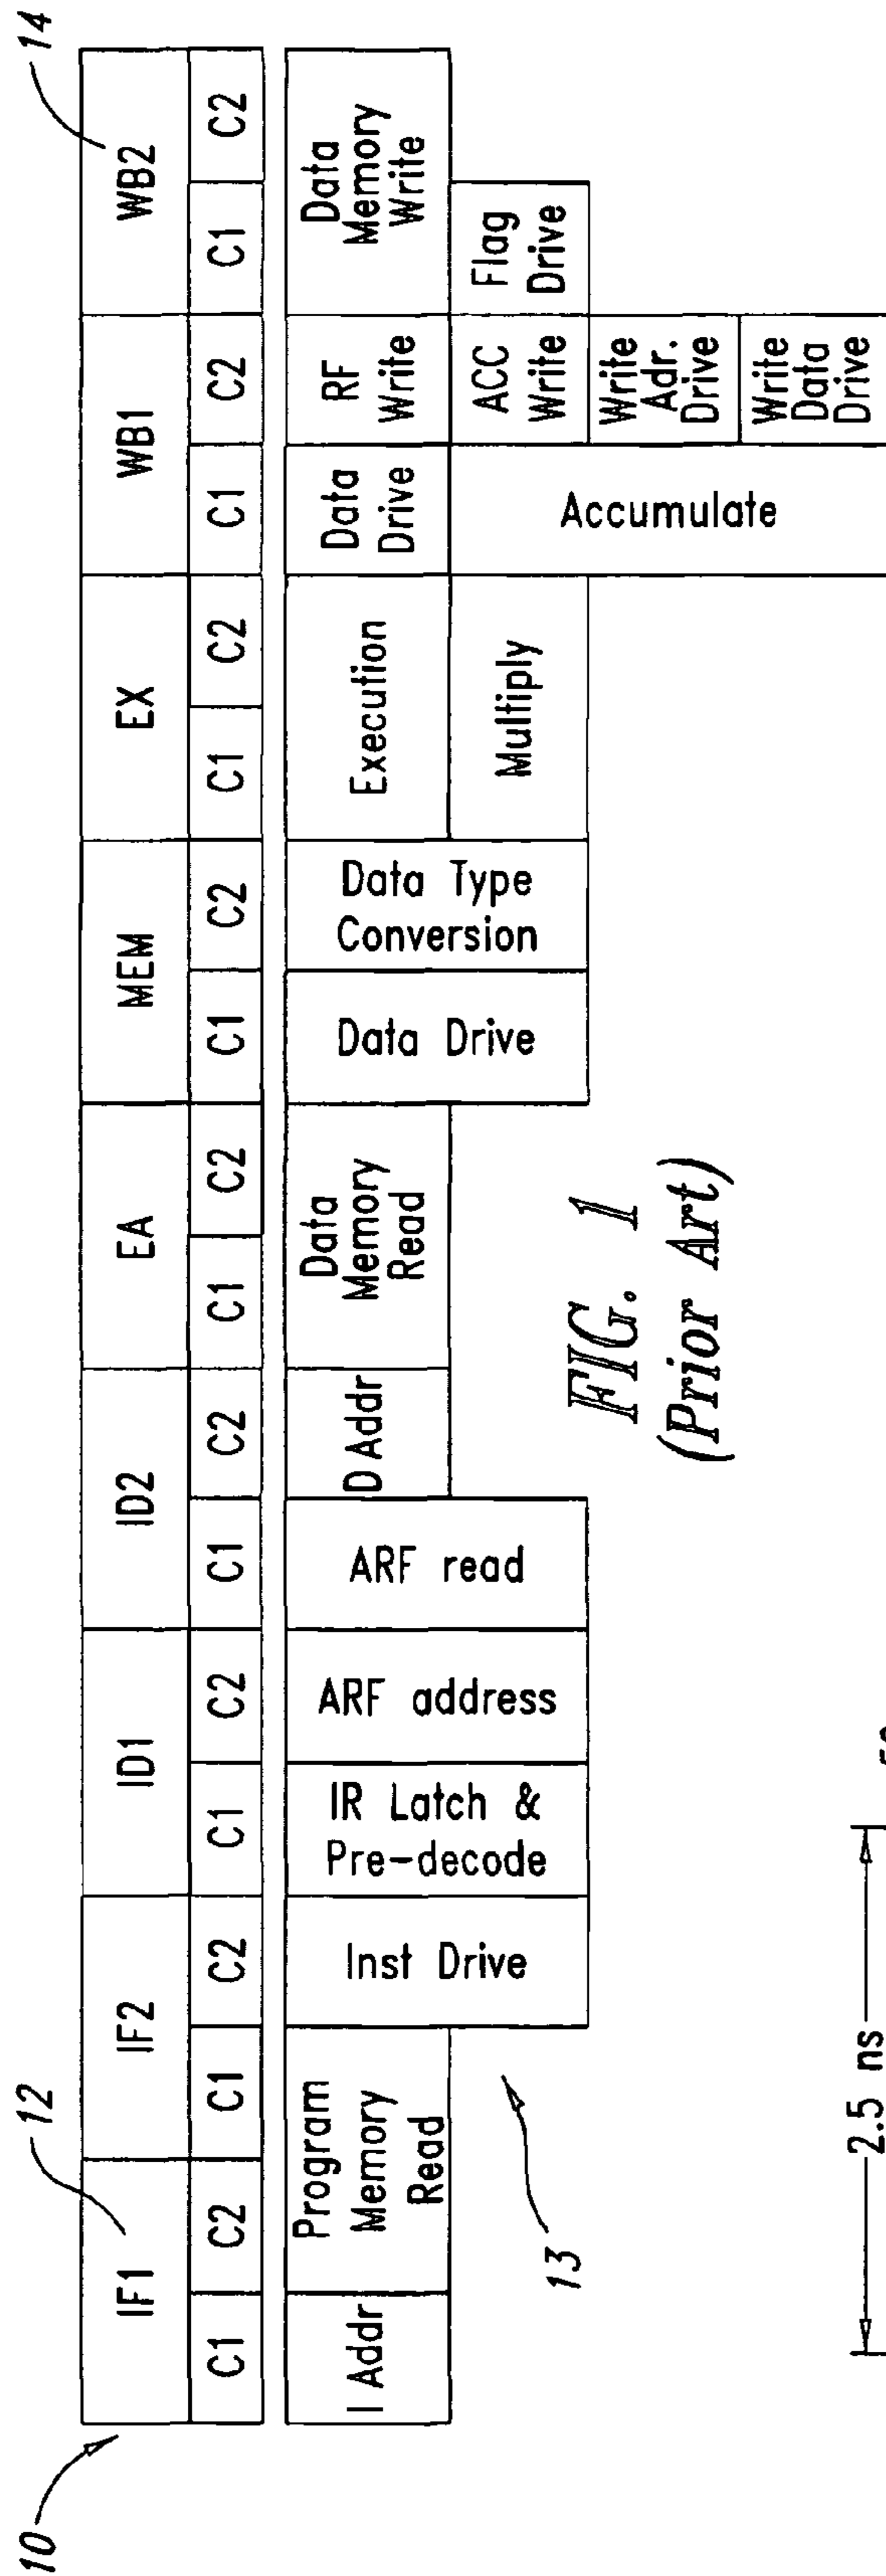 10
12
14
IF1
IF2
ID1
ID2
EA
MEM
EX
WB1
WB2
C1 C2 C1 C2 C1 C2 C1 C2 C1 C2 C1 C2 C1 C2 C1 C2 C1 C2
I Addr
Program
Memory
Read
Inst Drive
IR Latch &
Pre-decode
ARF address
ARF read
D Addr
Data
Memory
Read
Data Drive
Data Type
Conversion
Execution
Multiply
Data
Drive
Accumulate
RF
Write
ACC
Write
Write
Adr.
Drive
Write
Data
Drive
Data
Memory
Write
Flag
Drive
13
FIG. 1
(Prior Art)
2.5 ns